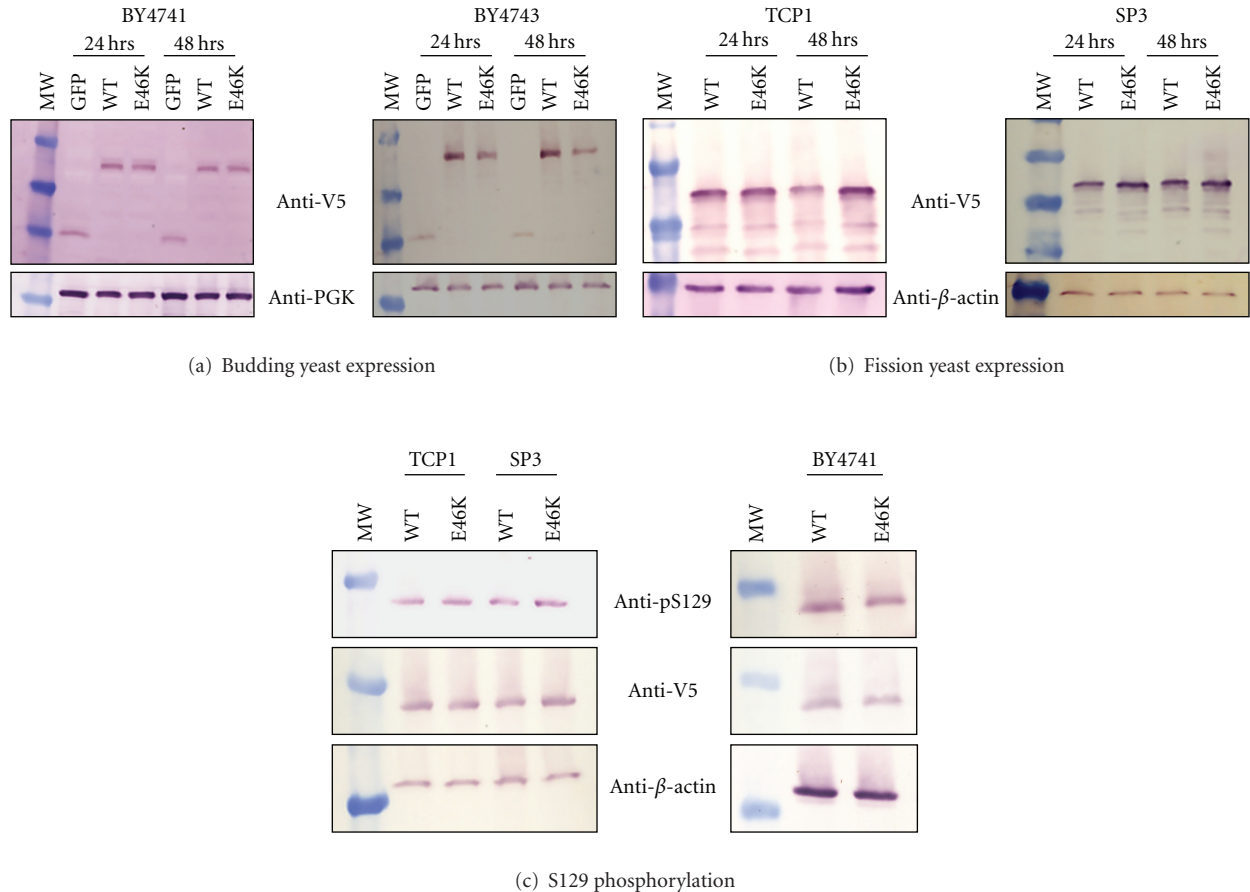 BY4741
BY4743
TCP1
SP3
24 hrs 48 hrs
24 hrs 48 hrs
24 hrs 48 hrs
24 hrs 48 hrs
MW GFP WT E46K GFP WT E46K
MW GFP WT E46K GFP WT E46K
MW WT E46K WT E46K
MW WT E46K WT E46K
Anti-V5
Anti-V5
Anti-PGK
Anti-β-actin
(a) Budding yeast expression
(b) Fission yeast expression
TCP1 SP3
BY4741
MW WT E46K WT E46K
MW WT E46K
Anti-pS129
Anti-V5
Anti-β-actin
(c) S129 phosphorylation